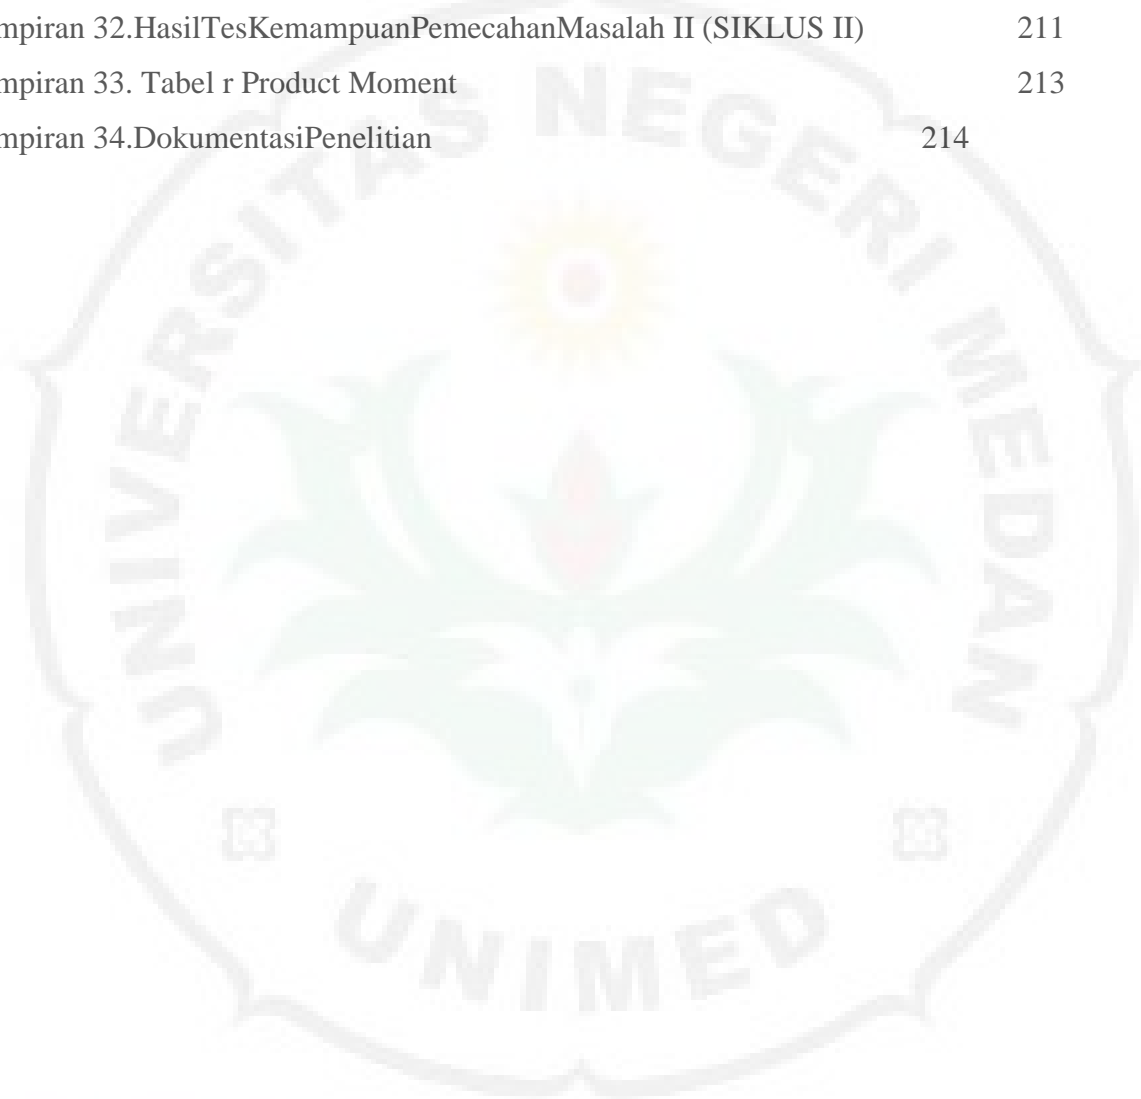 mpiran 32.HasilTesKemampuanPemecahanMasalah II (SIKLUS II) 211
mpiran 33. Tabel r Product Moment 213
mpiran 34.DokumentasiPenelitian 214
UNIVERSITAS NEGERI MEDAN
UNIMED